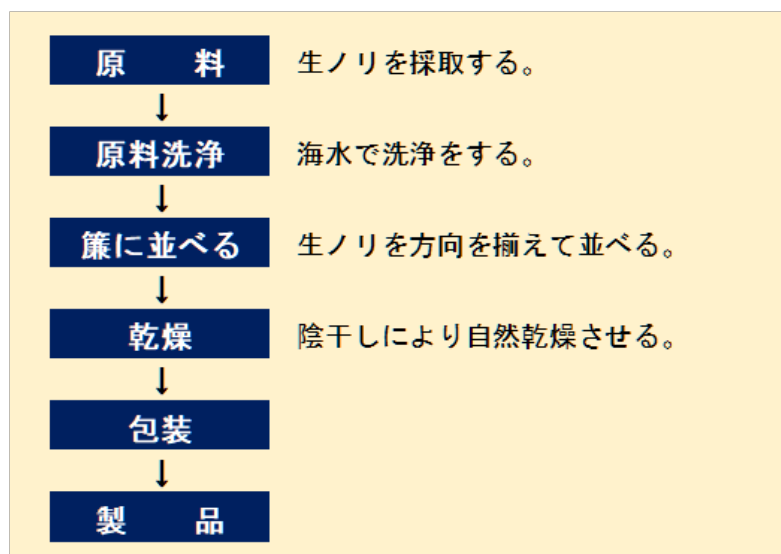 原　料　生ノリを採取する。
↓
原料洗浄　海水で洗浄をする。
↓
簾に並べる　生ノリを方向を揃えて並べる。
↓
乾燥　陰干しにより自然乾燥させる。
↓
包装
↓
製　品